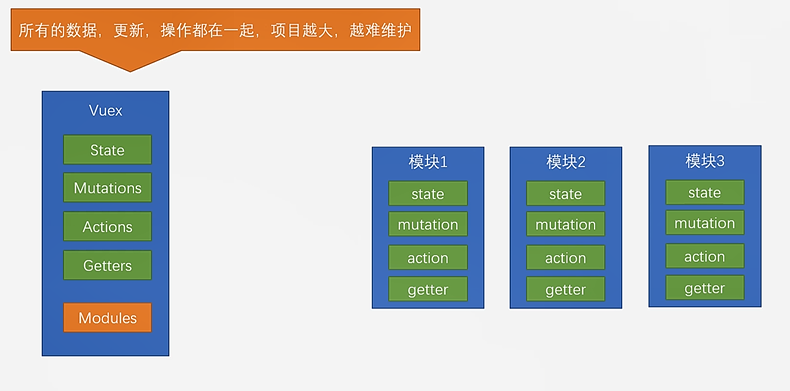 所有的数据，更新，操作都在一起，项目越大，越难维护
Vuex
State
Mutations
Actions
Getters
Modules
模块1
state
mutation
action
getter
模块2
state
mutation
action
getter
模块3
state
mutation
action
getter